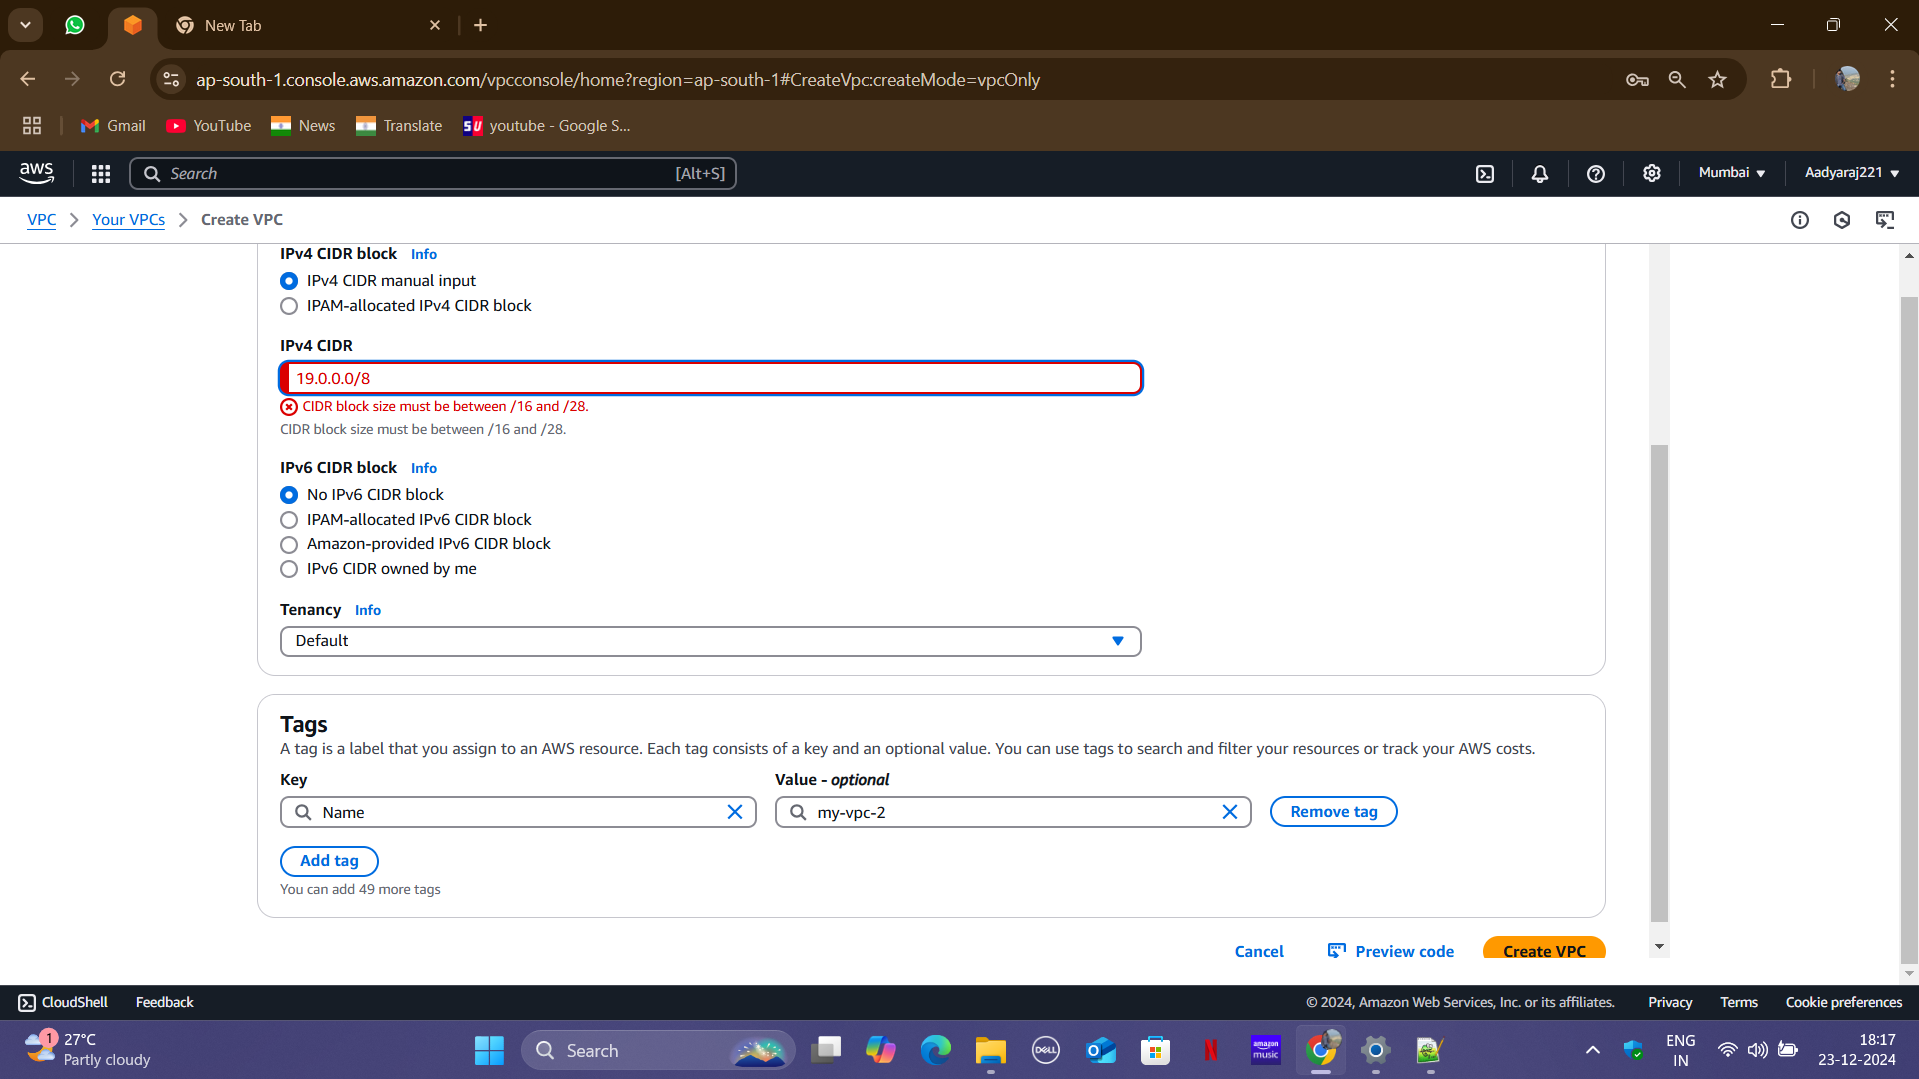 New Tab
ap-south-1.console.aws.amazon.com/vpcconsole/home?region=ap-south-1#CreateVpc:createMode=vpcOnly
Gmail YouTube News Translate SU youtube - Google S...
aws Search [Alt+S] Mumbai Aadyaraj221
VPC Your VPCs Create VPC
IPv4 CIDR block Info
IPv4 CIDR manual input
IPAM-allocated IPv4 CIDR block
IPv4 CIDR
19.0.0.0/8
CIDR block size must be between /16 and /28.
CIDR block size must be between /16 and /28.
IPv6 CIDR block Info
No IPv6 CIDR block
IPAM-allocated IPv6 CIDR block
Amazon-provided IPv6 CIDR block
IPv6 CIDR owned by me
Tenancy Info
Default
Tags
A tag is a label that you assign to an AWS resource. Each tag consists of a key and an optional value. You can use tags to search and filter your resources or track your AWS costs.
Key Value - optional
Name my-vpc-2 Remove tag
Add tag
You can add 49 more tags
Cancel Preview code Create VPC
CloudShell Feedback © 2024, Amazon Web Services, Inc. or its affiliates. Privacy Terms Cookie preferences
1 27°C
Partly cloudy
Search
DELL
amazon music
ENG
IN
18:17
23-12-2024